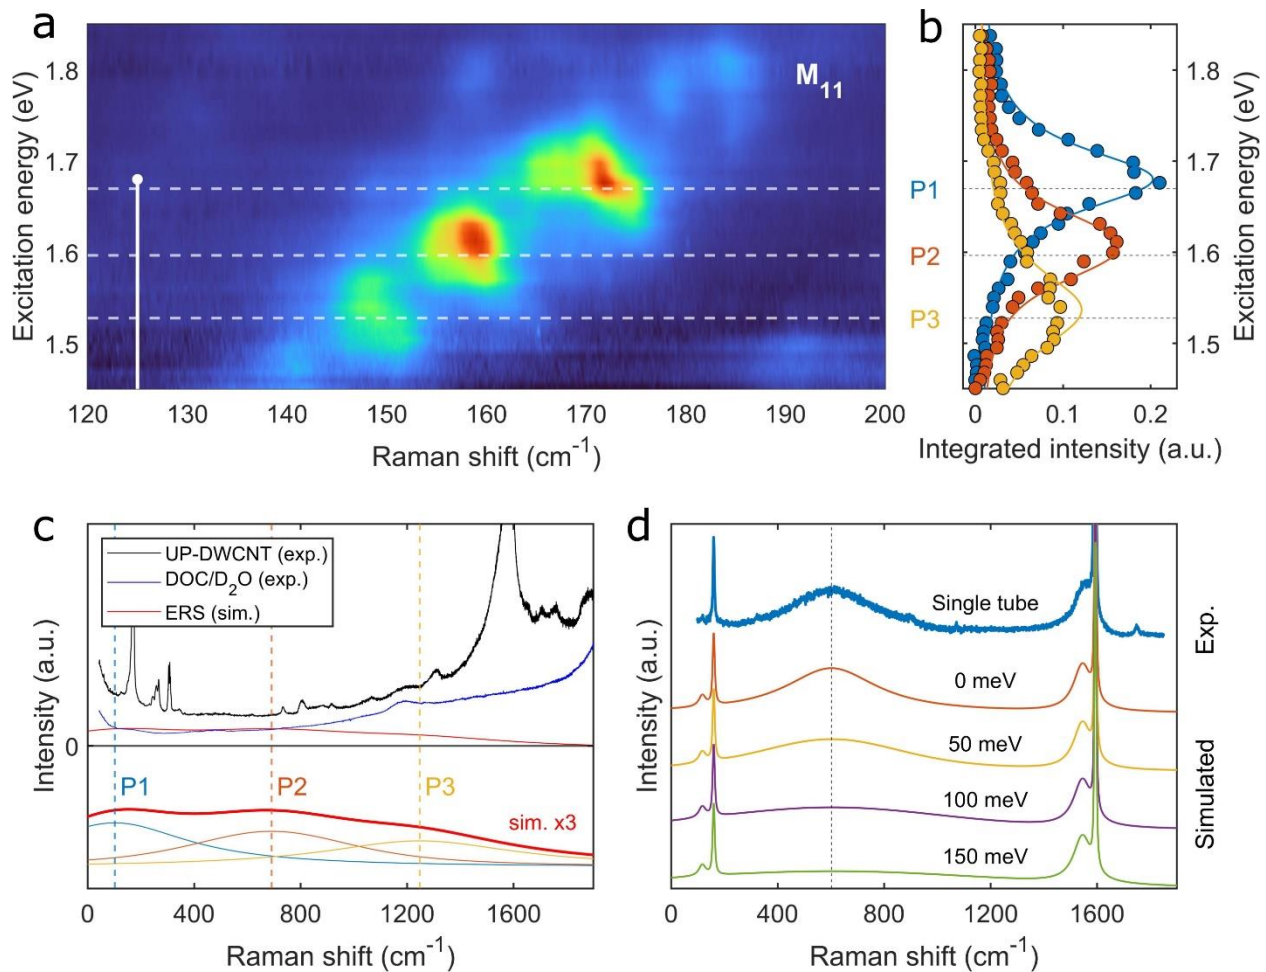 a
M₁₁
Excitation energy (eV)
1.8
1.7
1.6
1.5
120 130 140 150 160 170 180 190 200
Raman shift (cm⁻¹)
b
P1
P2
P3
1.8
1.7
1.6
1.5
Excitation energy (eV)
0 0.1 0.2
Integrated intensity (a.u.)
c
UP-DWCNT (exp.)
DOC/D₂O (exp.)
ERS (sim.)
Intensity (a.u.)
0
P1 P2 P3
sim. x3
0 400 800 1200 1600
Raman shift (cm⁻¹)
d
Intensity (a.u.)
Single tube
0 meV
50 meV
100 meV
150 meV
Exp.
Simulated
0 400 800 1200 1600
Raman shift (cm⁻¹)